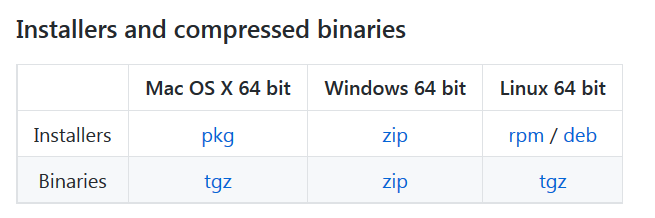 Installers and compressed binaries
Mac OS X 64 bit Windows 64 bit Linux 64 bit
Installers pkg zip rpm / deb
Binaries tgz zip tgz